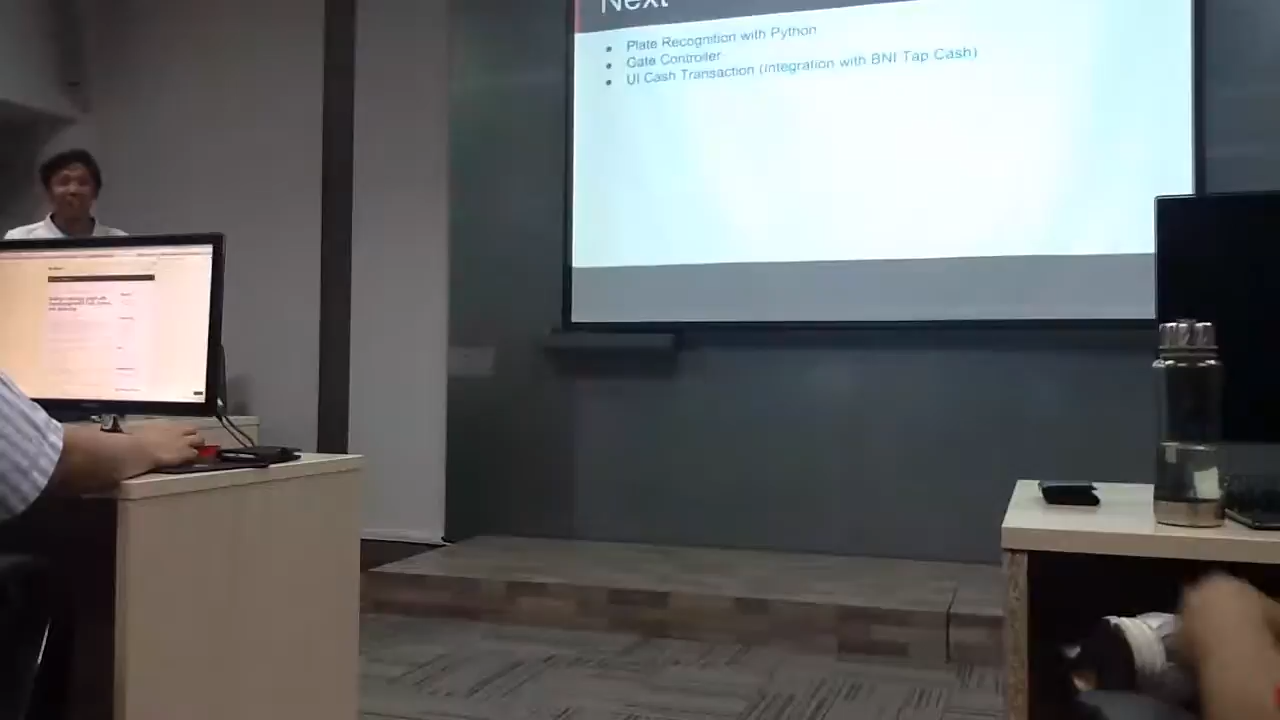 Next
Plate Recognition with Python
Gate Controller
UI Cash Transaction (Integration with BNI Tap Cash)